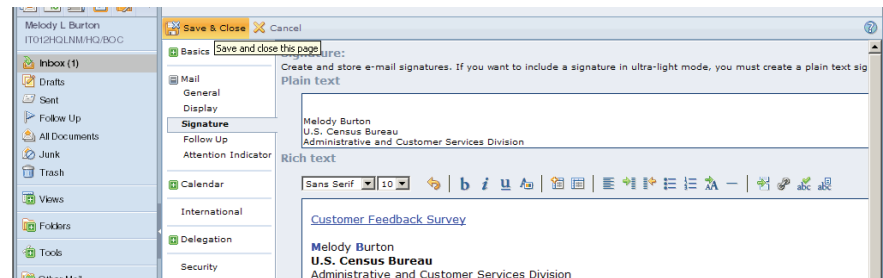 Melody L Burton
IT012HQLNM/HQ/BOC
Inbox (1)
Drafts
Sent
Follow Up
All Documents
Junk
Trash
Views
Folders
Tools
Save & Close
Cancel
Save and close this page
Basics
Mail
General
Display
Signature
Follow Up
Attention Indicator
Calendar
International
Delegation
Security
Signature:
Create and store e-mail signatures. If you want to include a signature in ultra-light mode, you must create a plain text sig
Plain text
Melody Burton
U.S. Census Bureau
Administrative and Customer Services Division
Rich text
Sans Serif 10 b i u
Customer Feedback Survey
Melody Burton
U.S. Census Bureau
Administrative and Customer Services Division